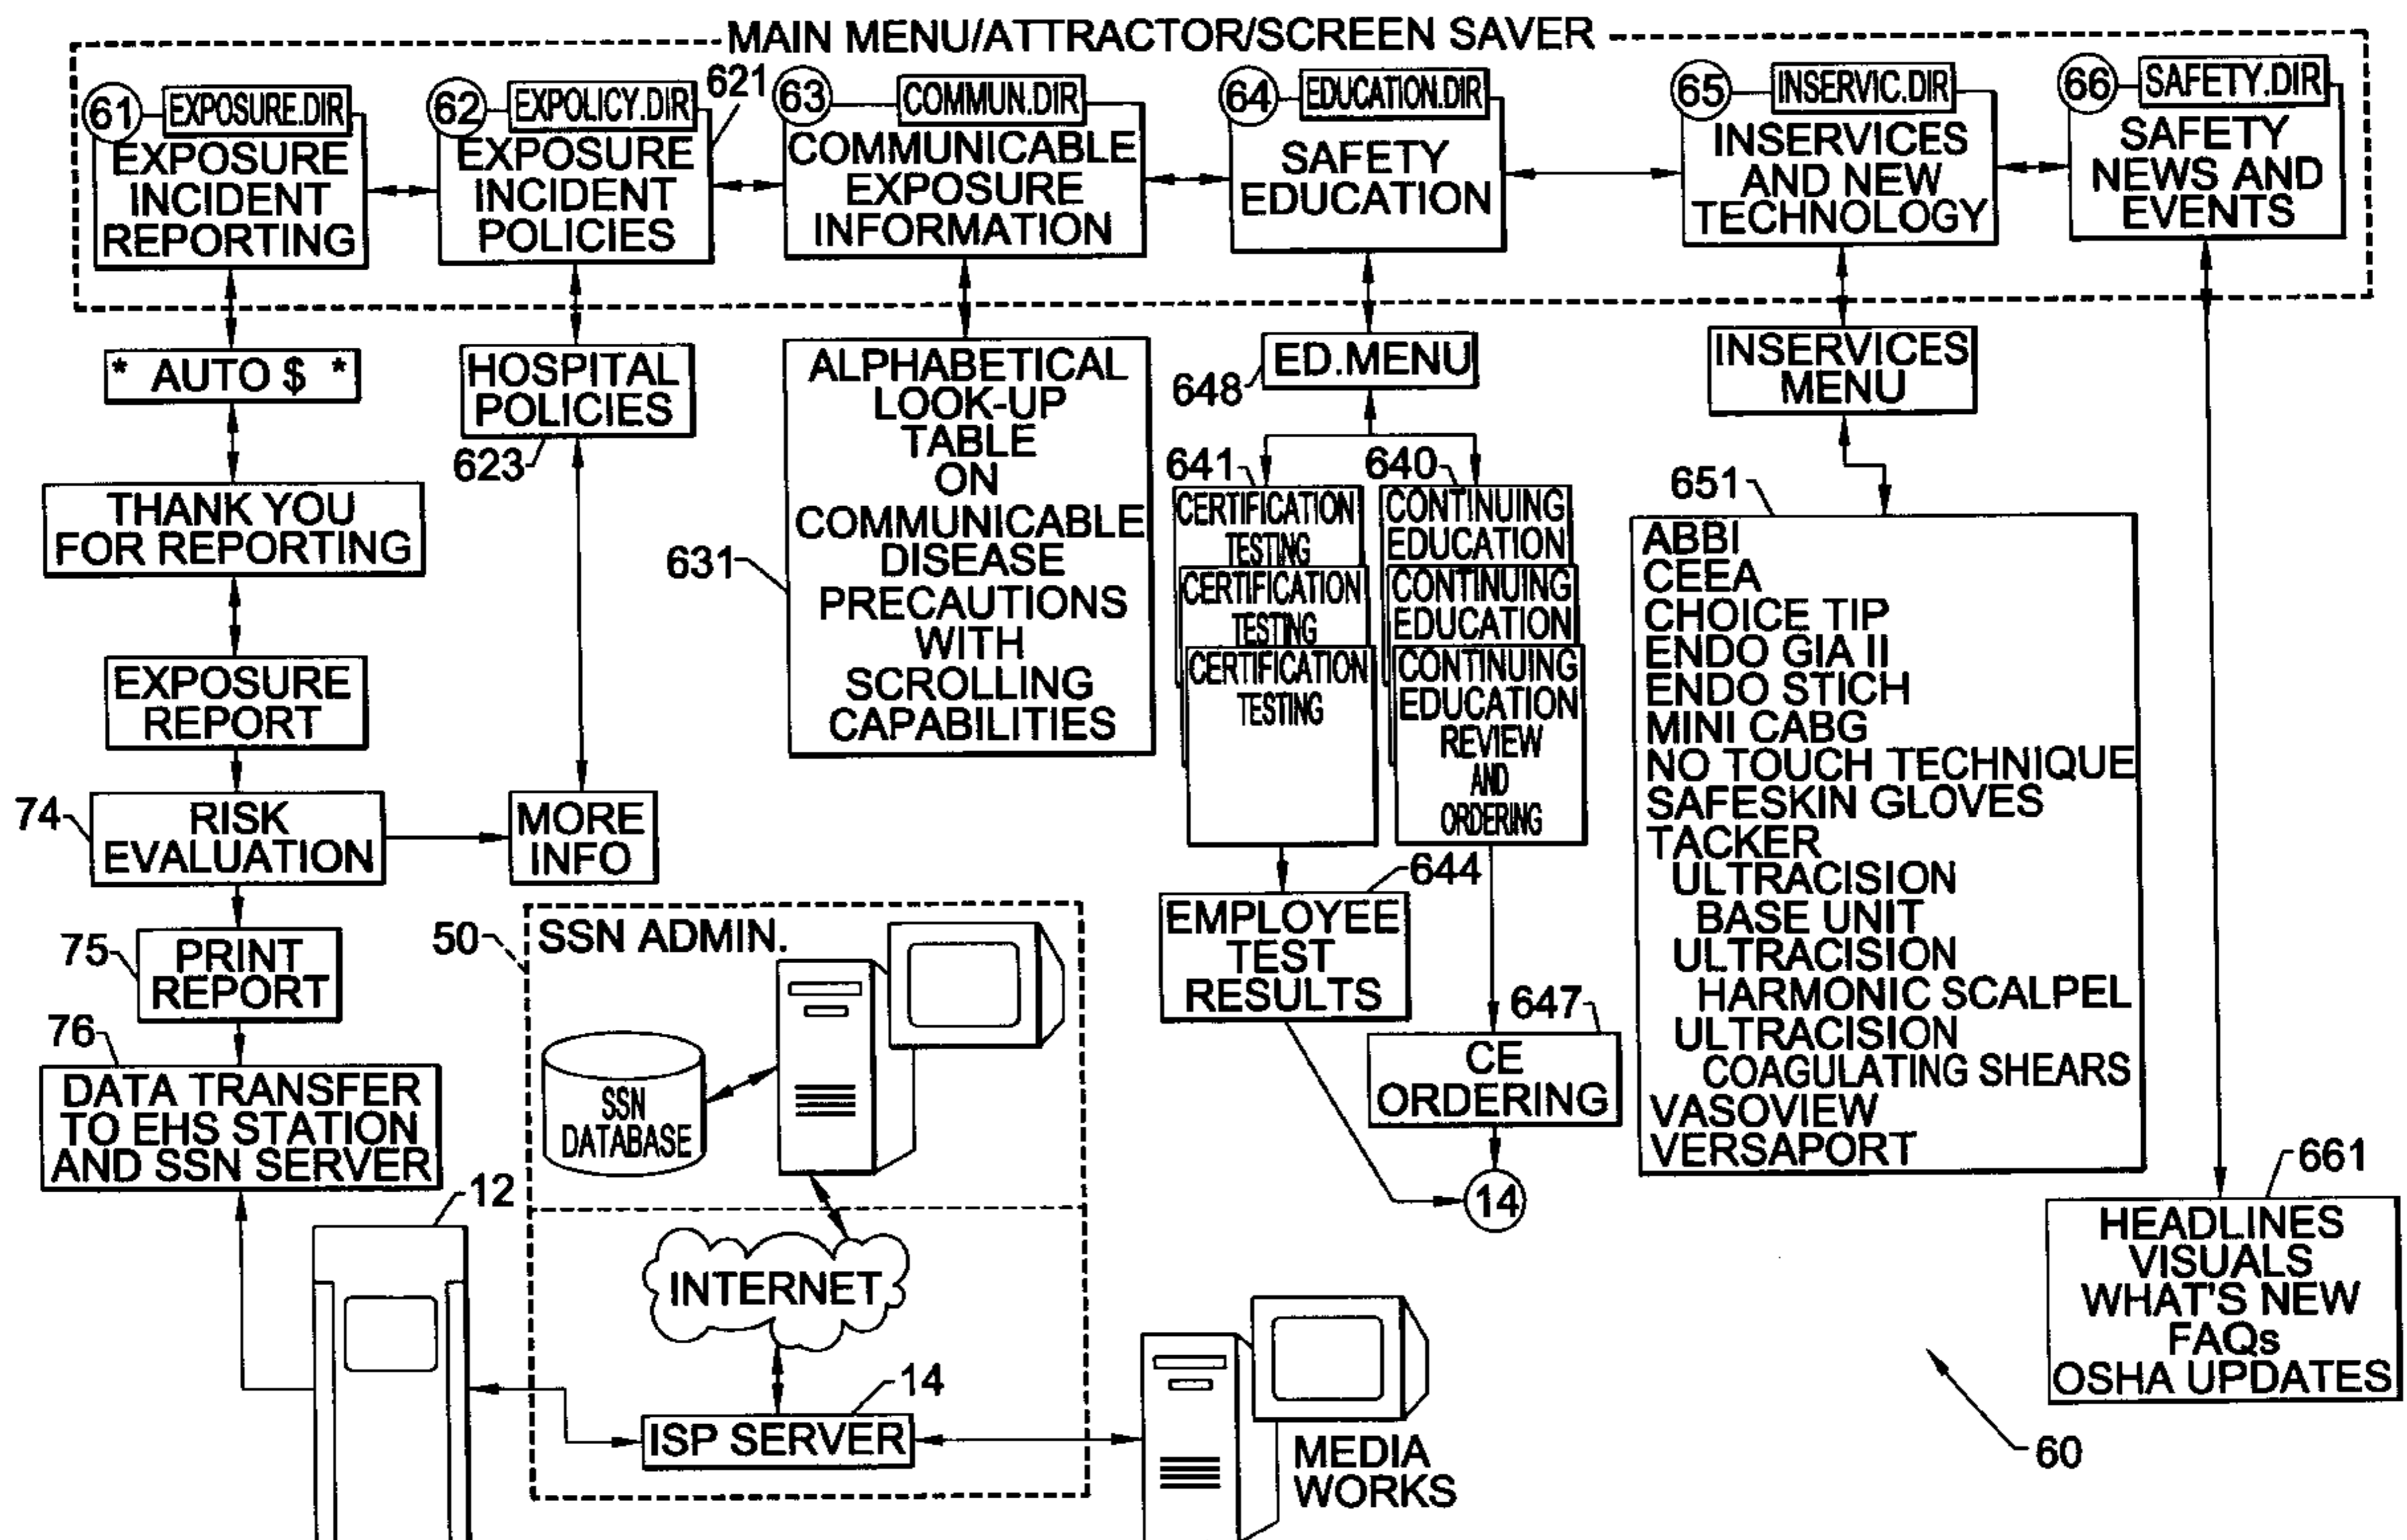 MAIN MENU/ATTRACTOR/SCREEN SAVER
61
EXPOSURE.DIR
EXPOSURE
INCIDENT
REPORTING
62
EXPOLICY.DIR
621
EXPOSURE
INCIDENT
POLICIES
63
COMMUN.DIR
COMMUNICABLE
EXPOSURE
INFORMATION
64
EDUCATION.DIR
SAFETY
EDUCATION
65
INSERVIC.DIR
INSERVICES
AND NEW
TECHNOLOGY
66
SAFETY.DIR
SAFETY
NEWS AND
EVENTS
* AUTO $ *
THANK YOU
FOR REPORTING
EXPOSURE
REPORT
74
RISK
EVALUATION
75
PRINT
REPORT
76
DATA TRANSFER
TO EHS STATION
AND SSN SERVER
12
HOSPITAL
POLICIES
623
MORE
INFO
631
ALPHABETICAL
LOOK-UP
TABLE
ON
COMMUNICABLE
DISEASE
PRECAUTIONS
WITH
SCROLLING
CAPABILITIES
50
SSN ADMIN.
SSN
DATABASE
INTERNET
14
ISP SERVER
MEDIA
WORKS
648
ED.MENU
641
CERTIFICATION
TESTING
CERTIFICATION
TESTING
CERTIFICATION
TESTING
640
CONTINUING
EDUCATION
CONTINUING
EDUCATION
CONTINUING
EDUCATION
REVIEW
AND
ORDERING
644
EMPLOYEE
TEST
RESULTS
647
CE
ORDERING
14
INSERVICES
MENU
651
ABBI
CEEA
CHOICE TIP
ENDO GIA II
ENDO STICH
MINI CABG
NO TOUCH TECHNIQUE
SAFESKIN GLOVES
TACKER
ULTRACISION
BASE UNIT
ULTRACISION
HARMONIC SCALPEL
ULTRACISION
COAGULATING SHEARS
VASOVIEW
VERSAPORT
661
HEADLINES
VISUALS
WHAT'S NEW
FAQs
OSHA UPDATES
60